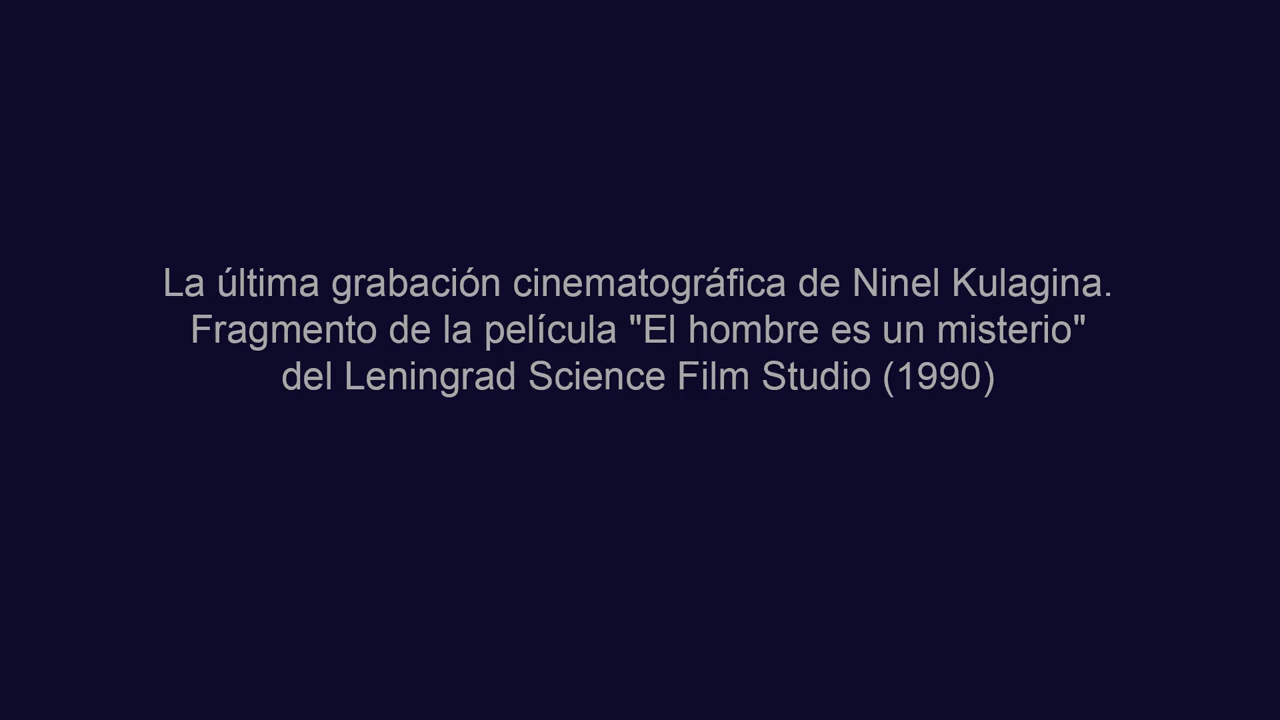 La última grabación cinematográfica de Ninel Kulagina.
Fragmento de la película "El hombre es un misterio"
del Leningrad Science Film Studio (1990)